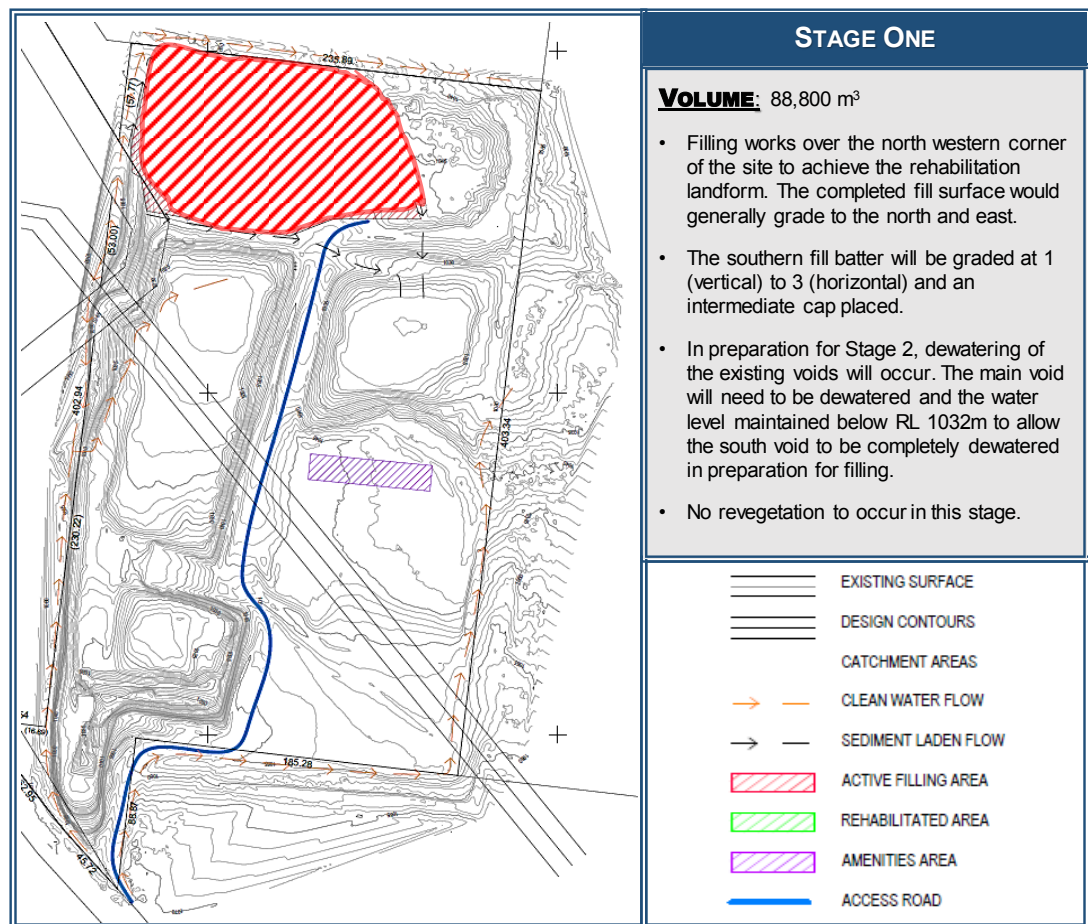 STAGE ONE
VOLUME: 88,800 m³
• Filling works over the north western corner
of the site to achieve the rehabilitation
landform. The completed fill surface would
generally grade to the north and east.
• The southern fill batter will be graded at 1
(vertical) to 3 (horizontal) and an
intermediate cap placed.
• In preparation for Stage 2, dewatering of
the existing voids will occur. The main void
will need to be dewatered and the water
level maintained below RL 1032m to allow
the south void to be completely dewatered
in preparation for filling.
• No revegetation to occur in this stage.
EXISTING SURFACE
DESIGN CONTOURS
CATCHMENT AREAS
CLEAN WATER FLOW
SEDIMENT LADEN FLOW
ACTIVE FILLING AREA
REHABILITATED AREA
AMENITIES AREA
ACCESS ROAD
235.89
(57.77)
(53.00)
402.94
403.34
(230.22)
(16.69)
185.28
88.87
45.72